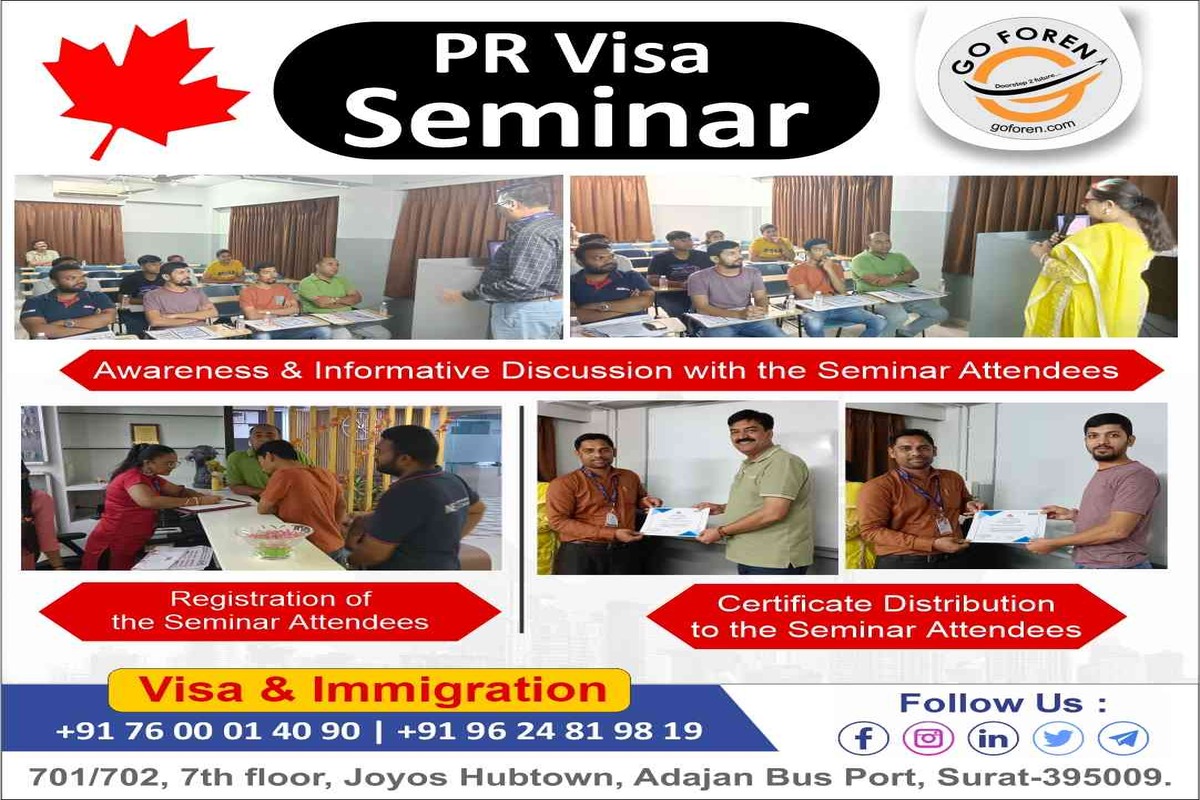 PR Visa
Seminar
GO FOREN
Doorstep 2 future...
goforen.com
Awareness & Informative Discussion with the Seminar Attendees
Registration of
the Seminar Attendees
Certificate Distribution
to the Seminar Attendees
Visa & Immigration
+91 76 00 01 40 90 | +91 96 24 81 98 19
Follow Us :
701/702, 7th floor, Joyos Hubtown, Adajan Bus Port, Surat-395009.